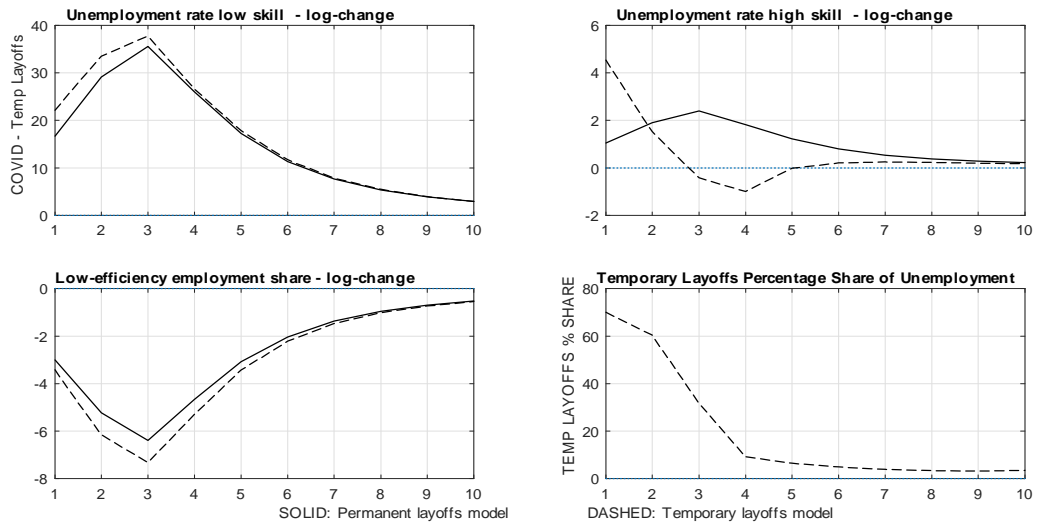 Unemployment rate low skill - log-change
COVID - Temp Layoffs
40
30
20
10
0
1 2 3 4 5 6 7 8 9 10
Unemployment rate high skill - log-change
6
4
2
0
-2
1 2 3 4 5 6 7 8 9 10
Low-efficiency employment share - log-change
0
-2
-4
-6
-8
1 2 3 4 5 6 7 8 9 10
SOLID: Permanent layoffs model
Temporary Layoffs Percentage Share of Unemployment
TEMP LAYOFFS % SHARE
80
60
40
20
0
1 2 3 4 5 6 7 8 9 10
DASHED: Temporary layoffs model